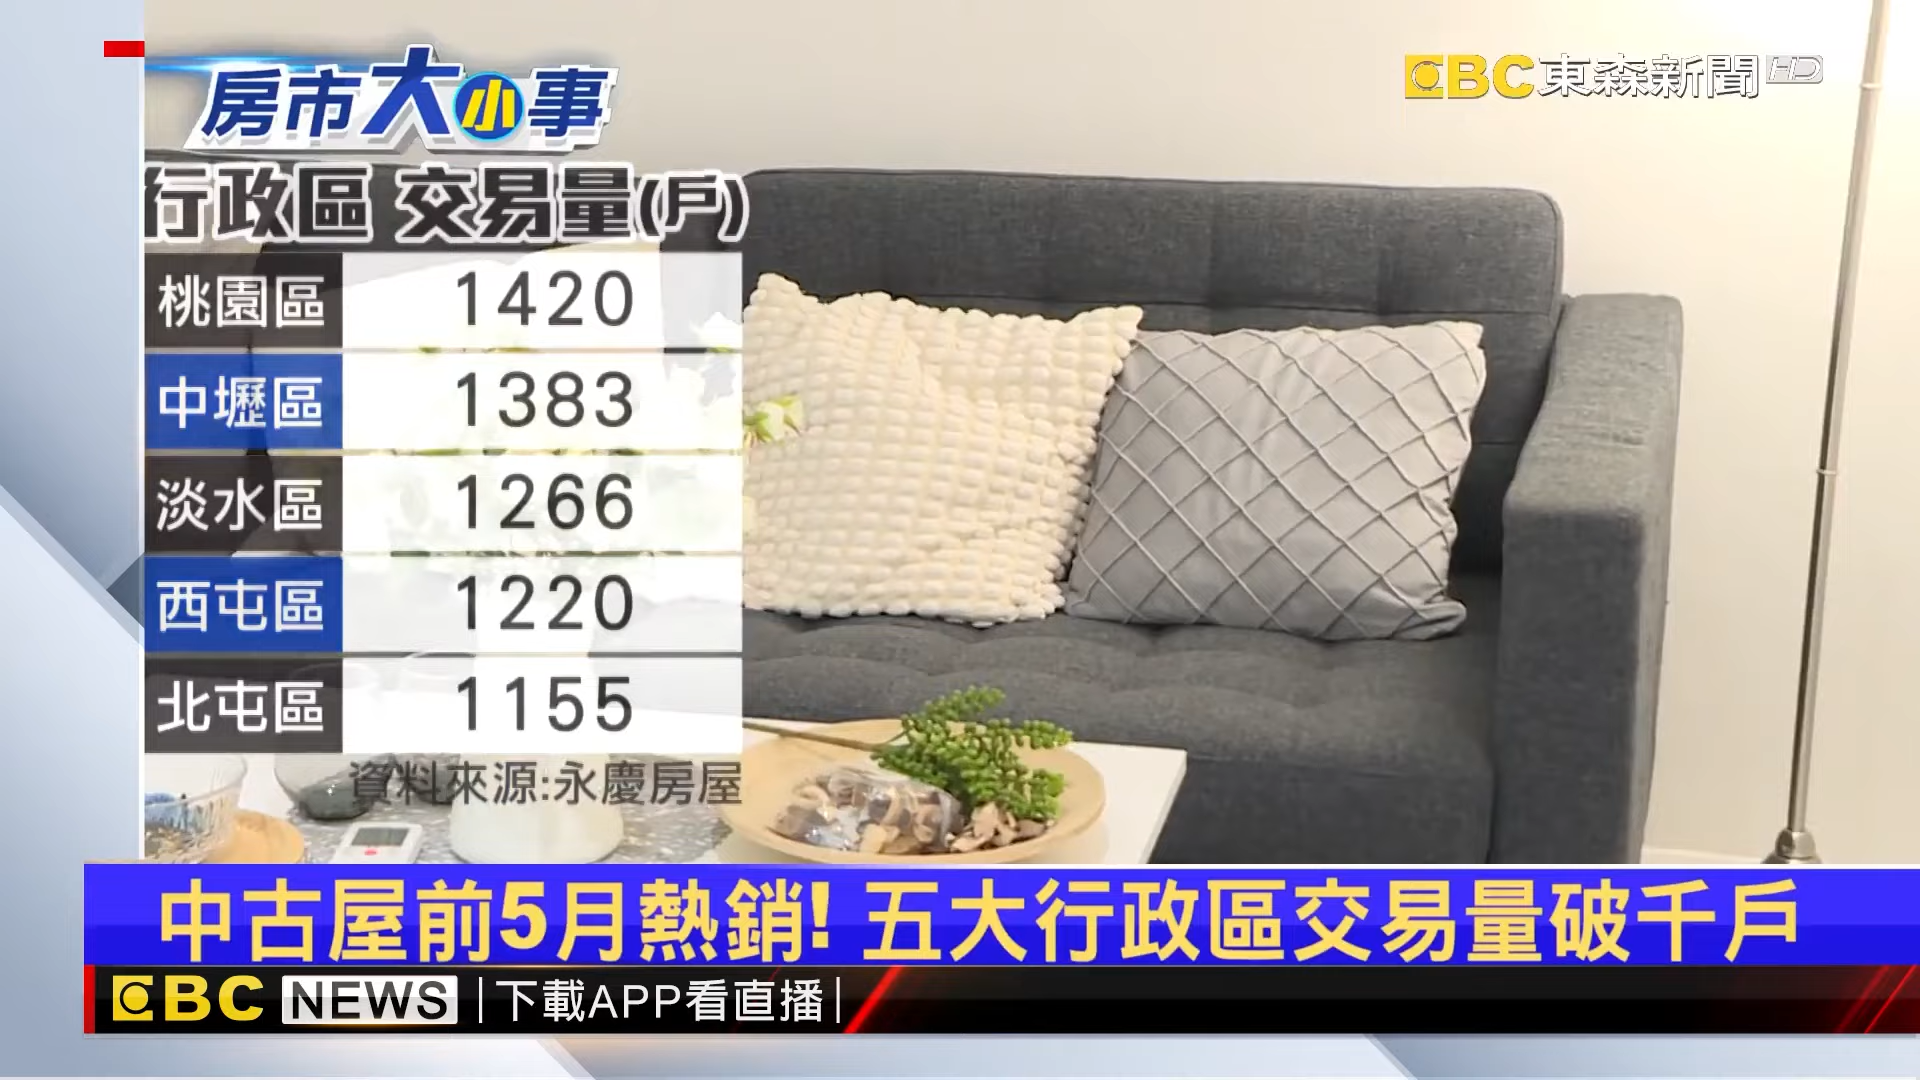 房市大小事
EBC東森新聞HD
行政區 交易量(戶)
桃園區 1420
中壢區 1383
淡水區 1266
西屯區 1220
北屯區 1155
資料來源:永慶房屋
中古屋前5月熱銷! 五大行政區交易量破千戶
EBC NEWS |下載APP看直播|